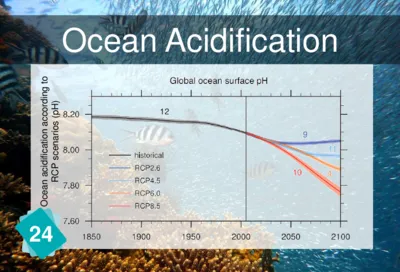 Ocean Acidification
Global ocean surface pH
Ocean acidification according to
RCP scenarios (pH)
8.20
8.00
7.80
7.60
12
9
10
historical
RCP2.6
RCP4.5
RCP6.0
RCP8.5
1850
1900
1950
2000
2050
2100
24